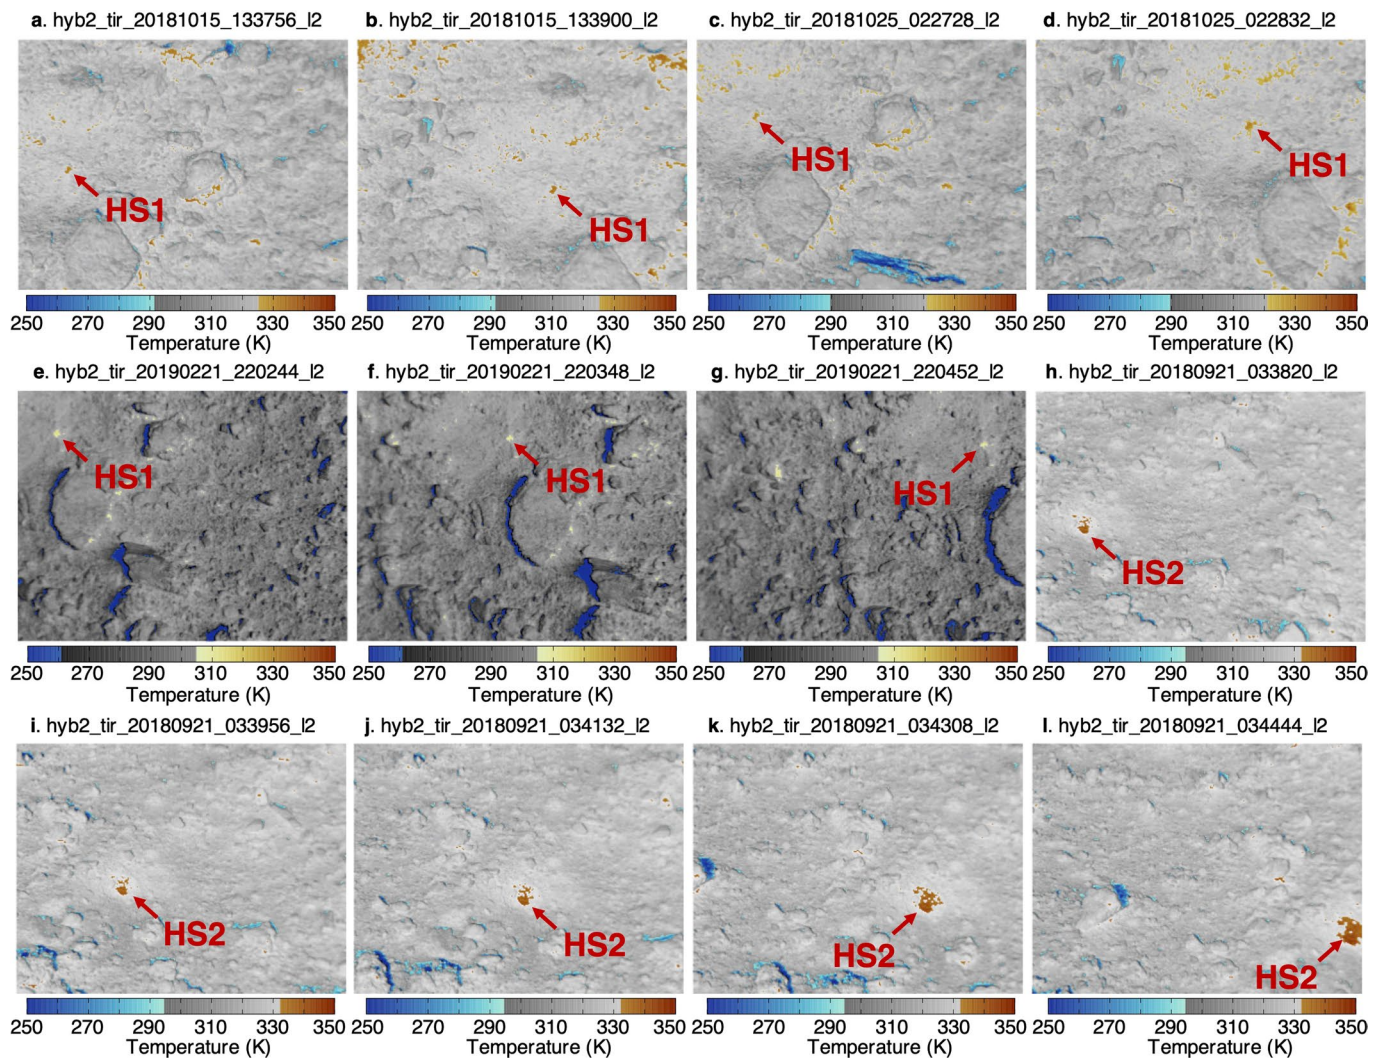 a. hyb2_tir_20181015_133756_l2
b. hyb2_tir_20181015_133900_l2
c. hyb2_tir_20181025_022728_l2
d. hyb2_tir_20181025_022832_l2
HS1
HS1
HS1
HS1
250 270 290 310 330 350
250 270 290 310 330 350
250 270 290 310 330 350
250 270 290 310 330 350
Temperature (K)
Temperature (K)
Temperature (K)
Temperature (K)
e. hyb2_tir_20190221_220244_l2
f. hyb2_tir_20190221_220348_l2
g. hyb2_tir_20190221_220452_l2
h. hyb2_tir_20180921_033820_l2
HS1
HS1
HS1
HS2
250 270 290 310 330 350
250 270 290 310 330 350
250 270 290 310 330 350
250 270 290 310 330 350
Temperature (K)
Temperature (K)
Temperature (K)
Temperature (K)
i. hyb2_tir_20180921_033956_l2
j. hyb2_tir_20180921_034132_l2
k. hyb2_tir_20180921_034308_l2
l. hyb2_tir_20180921_034444_l2
HS2
HS2
HS2
HS2
250 270 290 310 330 350
250 270 290 310 330 350
250 270 290 310 330 350
250 270 290 310 330 350
Temperature (K)
Temperature (K)
Temperature (K)
Temperature (K)